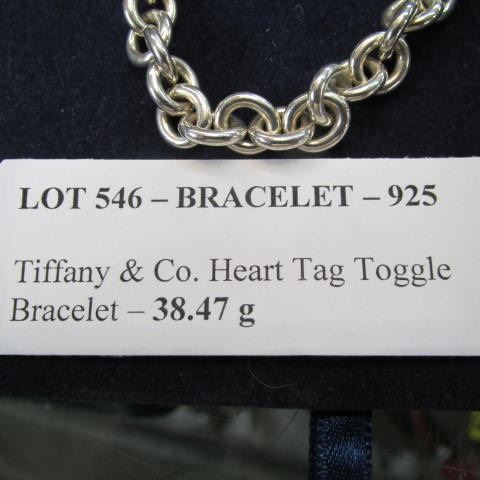 LOT 546 – BRACELET – 925
Tiffany & Co. Heart Tag Toggle
Bracelet – 38.47 g